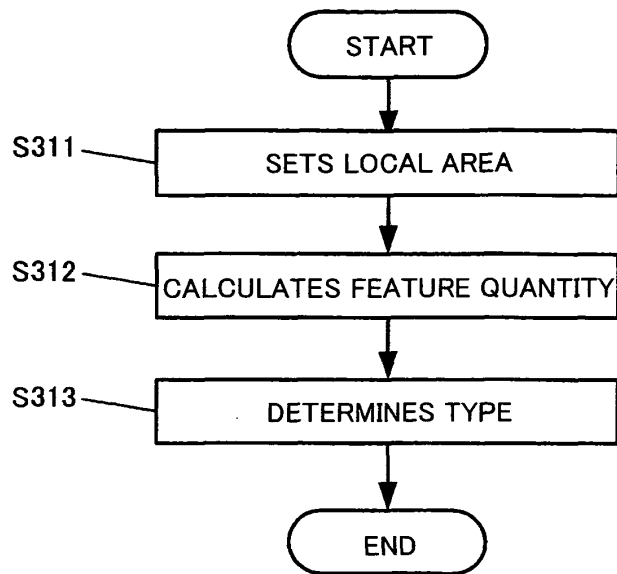 START
S311
SETS LOCAL AREA
S312
CALCULATES FEATURE QUANTITY
S313
DETERMINES TYPE
END